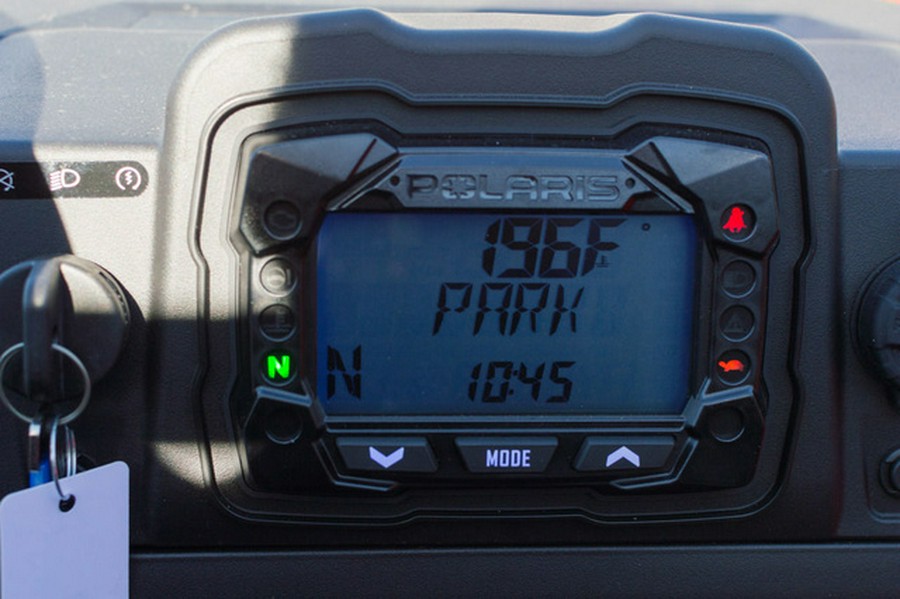 POLARIS
196F
PARK
N
N
10:45
MODE